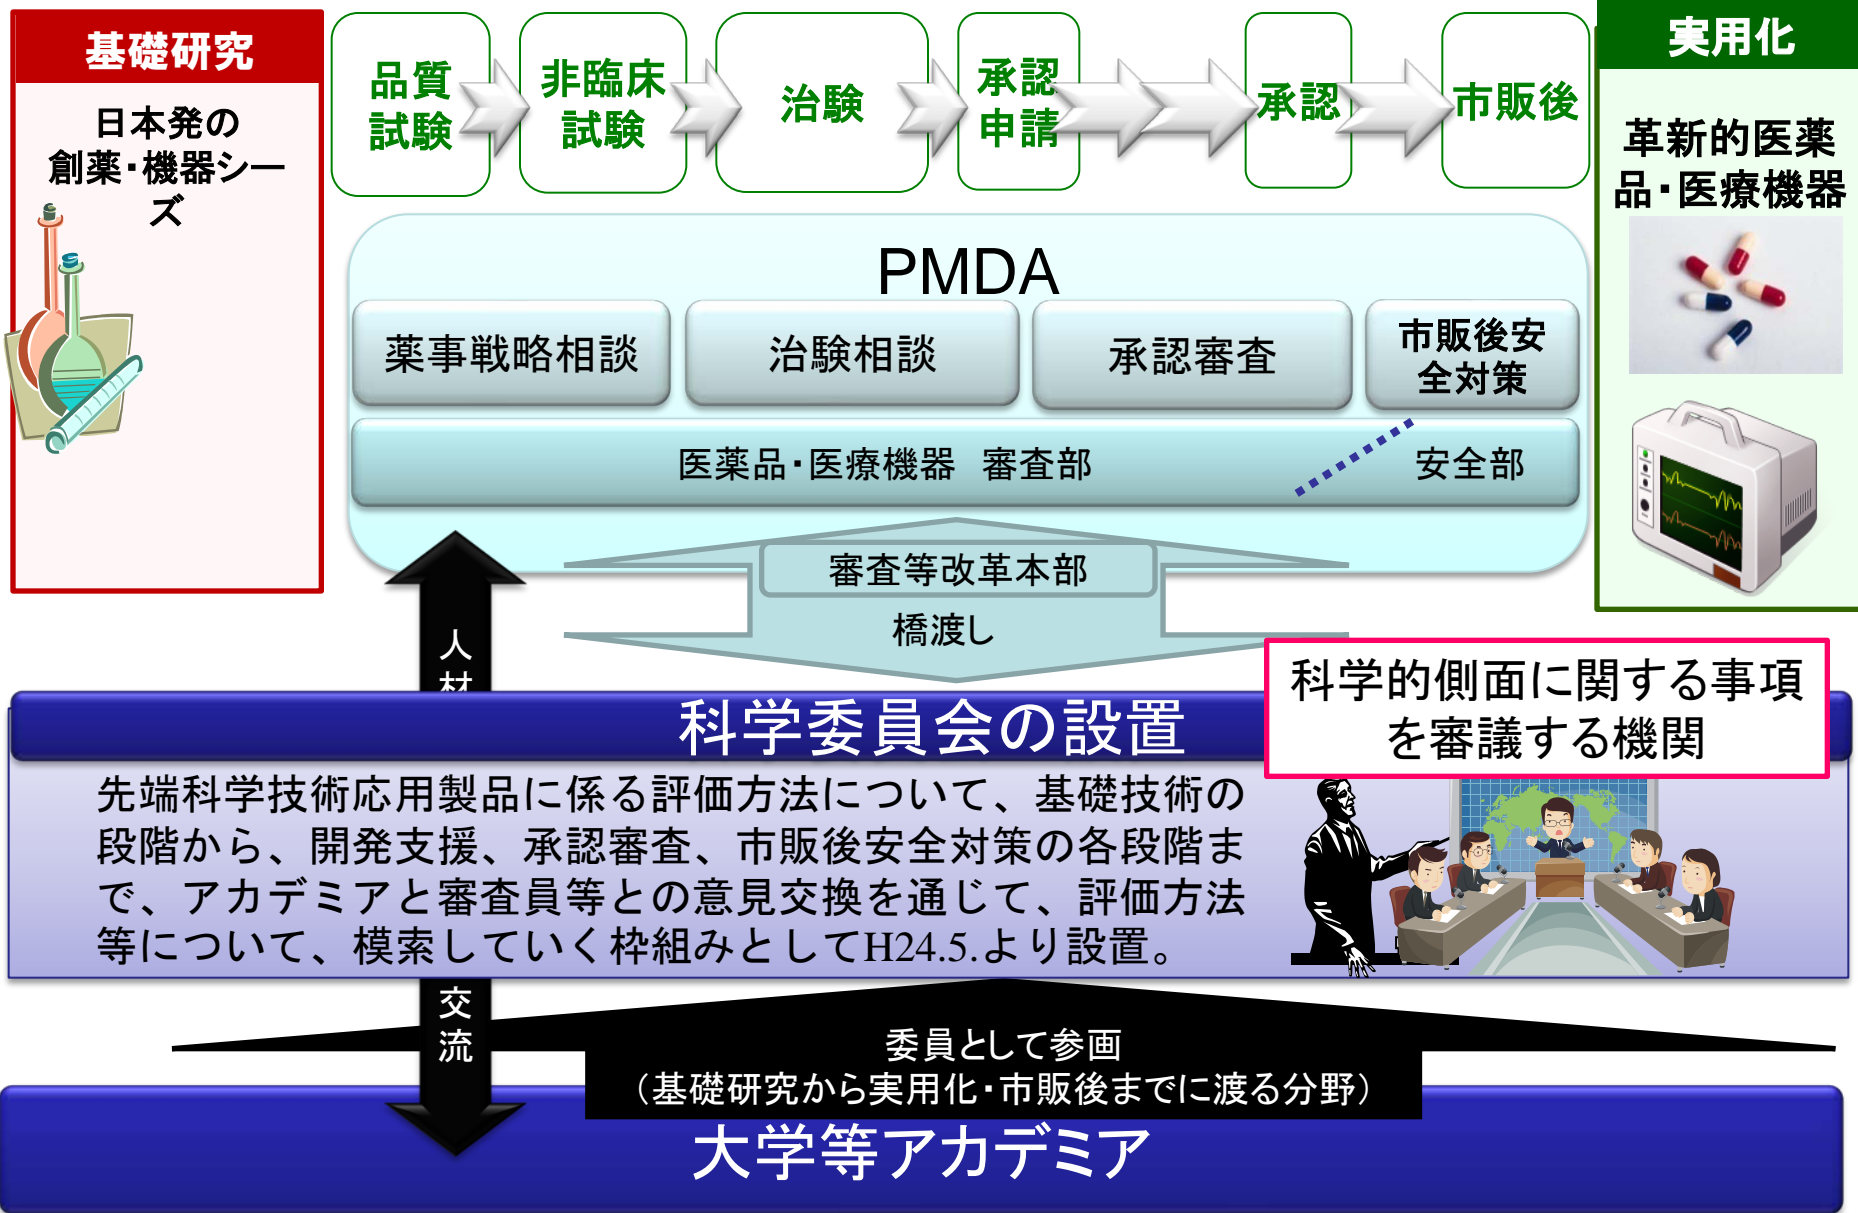 基礎研究
日本発の
創薬・機器シー
ズ
品質
試験
非臨床
試験
治験
承認
申請
承認
市販後
実用化
革新的医薬
品・医療機器
PMDA
薬事戦略相談
治験相談
承認審査
市販後安
全対策
医薬品・医療機器　審査部
安全部
審査等改革本部
橋渡し
人
材
科学委員会の設置
科学的側面に関する事項
を審議する機関
先端科学技術応用製品に係る評価方法について、基礎技術の
段階から、開発支援、承認審査、市販後安全対策の各段階ま
で、アカデミアと審査員等との意見交換を通じて、評価方法
等について、模索していく枠組みとしてH24.5.より設置。
交
流
委員として参画
（基礎研究から実用化・市販後までに渡る分野）
大学等アカデミア